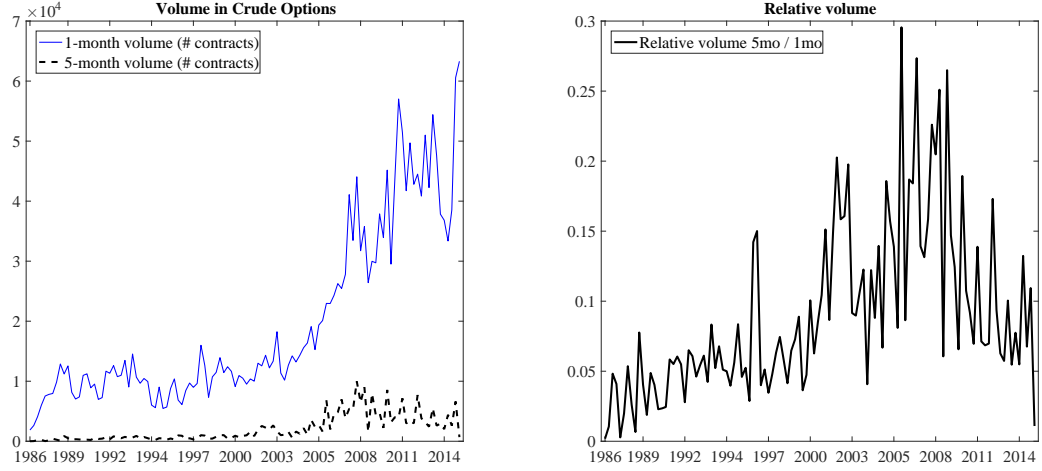 Volume in Crude Options
7 ×10⁴
1-month volume (# contracts)
5-month volume (# contracts)
6
5
4
3
2
1
0
1986 1989 1992 1994 1997 2000 2003 2005 2008 2011 2014
Relative volume
0.3
Relative volume 5mo / 1mo
0.25
0.2
0.15
0.1
0.05
0
1986 1989 1992 1994 1997 2000 2003 2005 2008 2011 2014